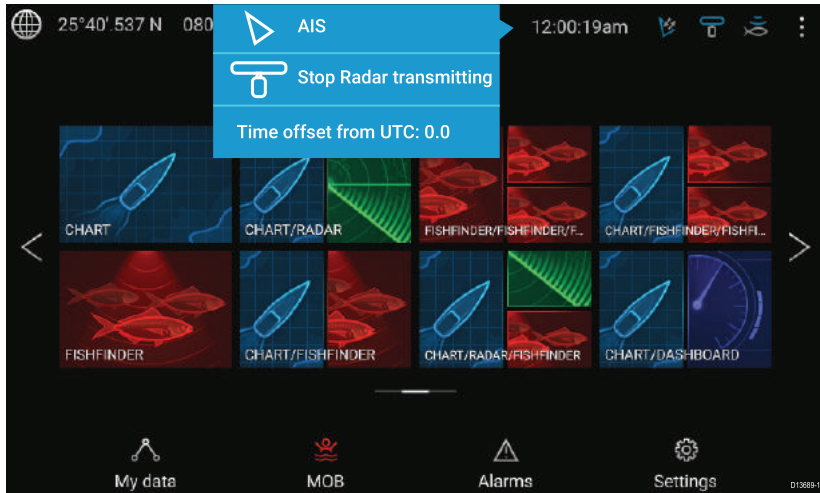 25°40'.537 N 080
12:00:19am
AIS
Stop Radar transmitting
Time offset from UTC: 0.0
CHART
CHART/RADAR
FISHFINDER/FISHFINDER/F...
CHART/FISHFINDER/FISHFI...
FISHFINDER
CHART/FISHFINDER
CHART/RADAR/FISHFINDER
CHART/DASHBOARD
My data
MOB
Alarms
Settings
D13689-1